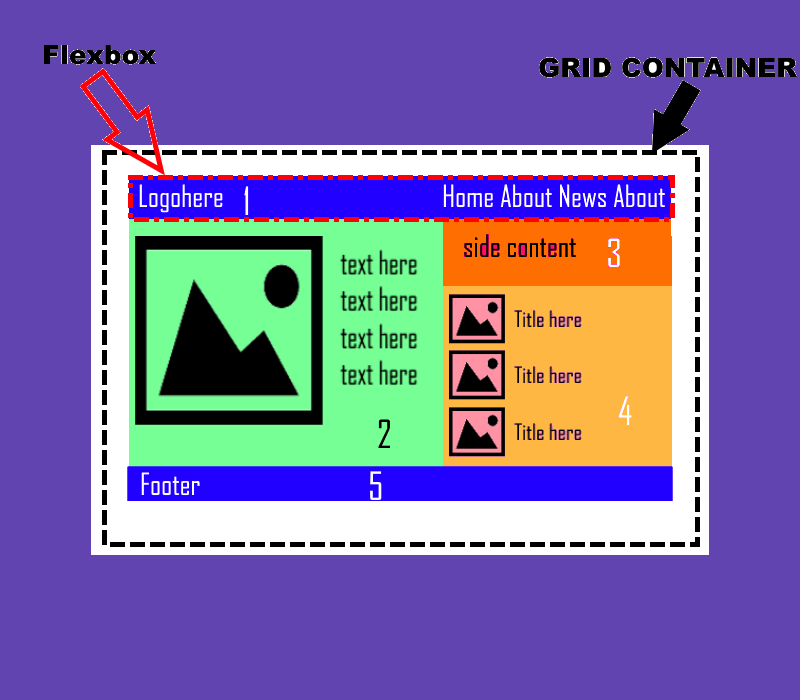 Flexbox
GRID CONTAINER
Logohere 1 Home About News About
text here
text here
text here
text here
2
side content 3
Title here
Title here
Title here
4
Footer 5